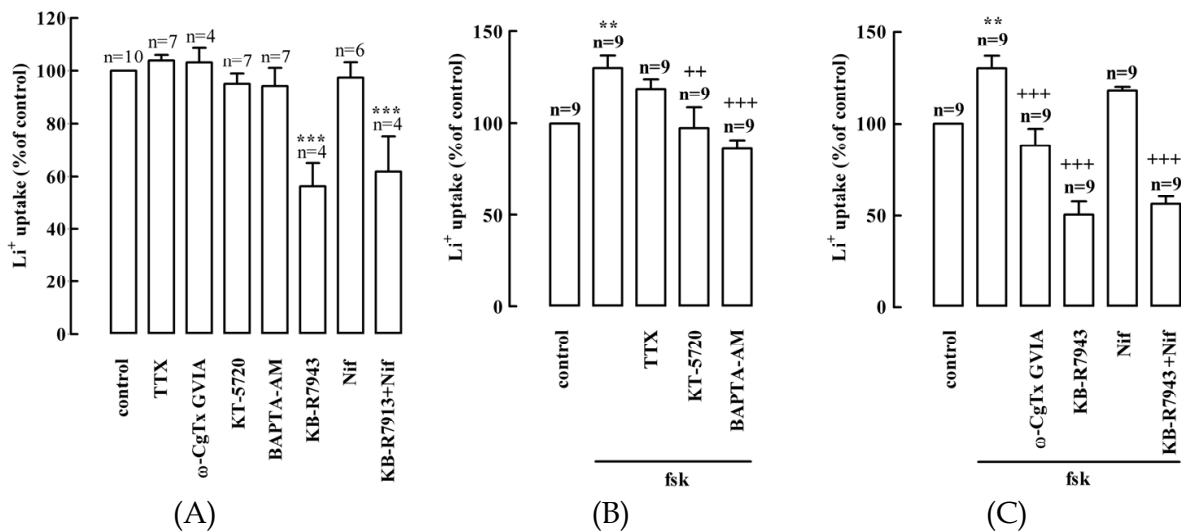 Li⁺ uptake (%of control)
120
100
80
60
40
20
0
n=10
n=7
n=4
n=7
n=7
***
n=4
n=6
***
n=4
control
TTX
ω-CgTx GVIA
KT-5720
BAPTA-AM
KB-R7943
Nif
KB-R7913+Nif
(A)
Li⁺ uptake (%of control)
150
100
50
0
n=9
**
n=9
n=9
++
n=9
+++
n=9
control
TTX
KT-5720
BAPTA-AM
fsk
(B)
Li⁺ uptake (%of control)
150
100
50
0
n=9
**
n=9
+++
n=9
+++
n=9
n=9
+++
n=9
control
ω-CgTx GVIA
KB-R7943
Nif
KB-R7943+Nif
fsk
(C)